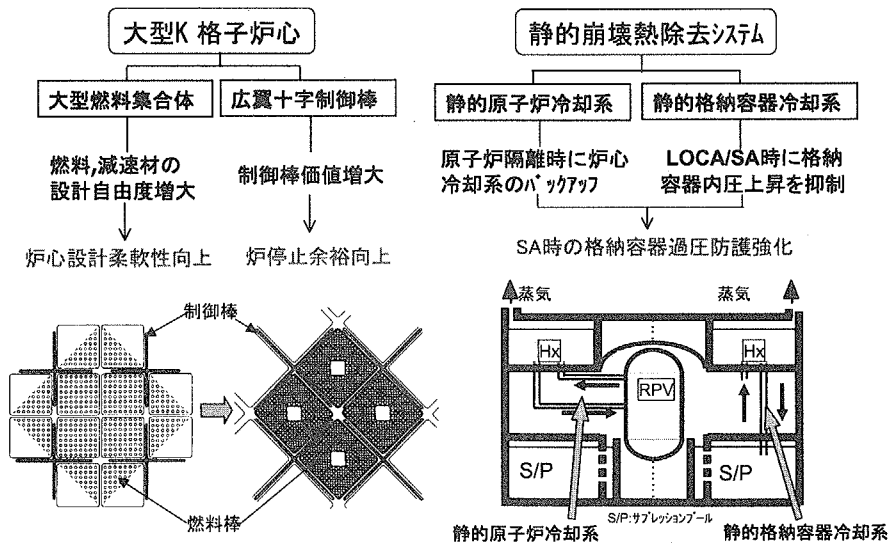 大型K 格子炉心
大型燃料集合体
広翼十字制御棒
燃料,減速材の
設計自由度増大
制御棒価値増大
炉心設計柔軟性向上
炉停止余裕向上
制御棒
燃料棒
静的崩壊熱除去システム
静的原子炉冷却系
静的格納容器冷却系
原子炉隔離時に炉心
冷却系のﾊﾞｯｸｱｯﾌﾟ
LOCA/SA時に格納
容器内圧上昇を抑制
SA時の格納容器過圧防護強化
蒸気
蒸気
Hx
Hx
RPV
S/P
S/P
S/P:ｻﾌﾟﾚｯｼｮﾝﾌﾟｰﾙ
静的原子炉冷却系
静的格納容器冷却系